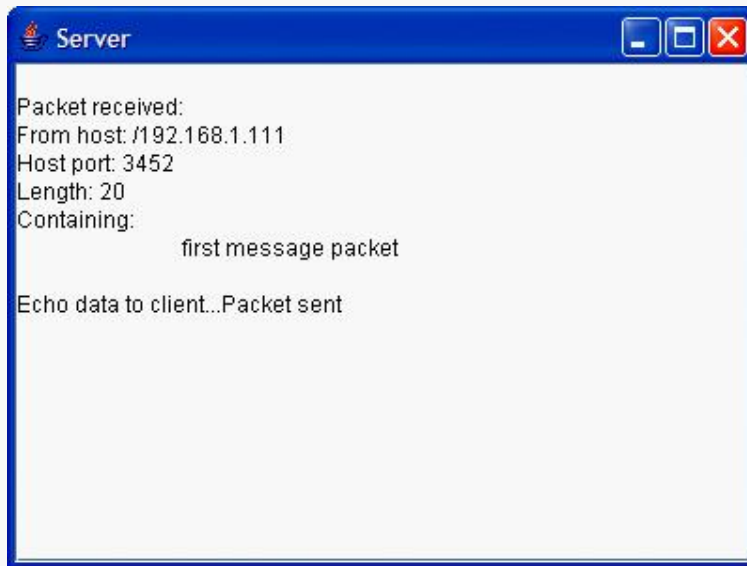 Server
Packet received:
From host: /192.168.1.111
Host port: 3452
Length: 20
Containing:
first message packet
Echo data to client...Packet sent